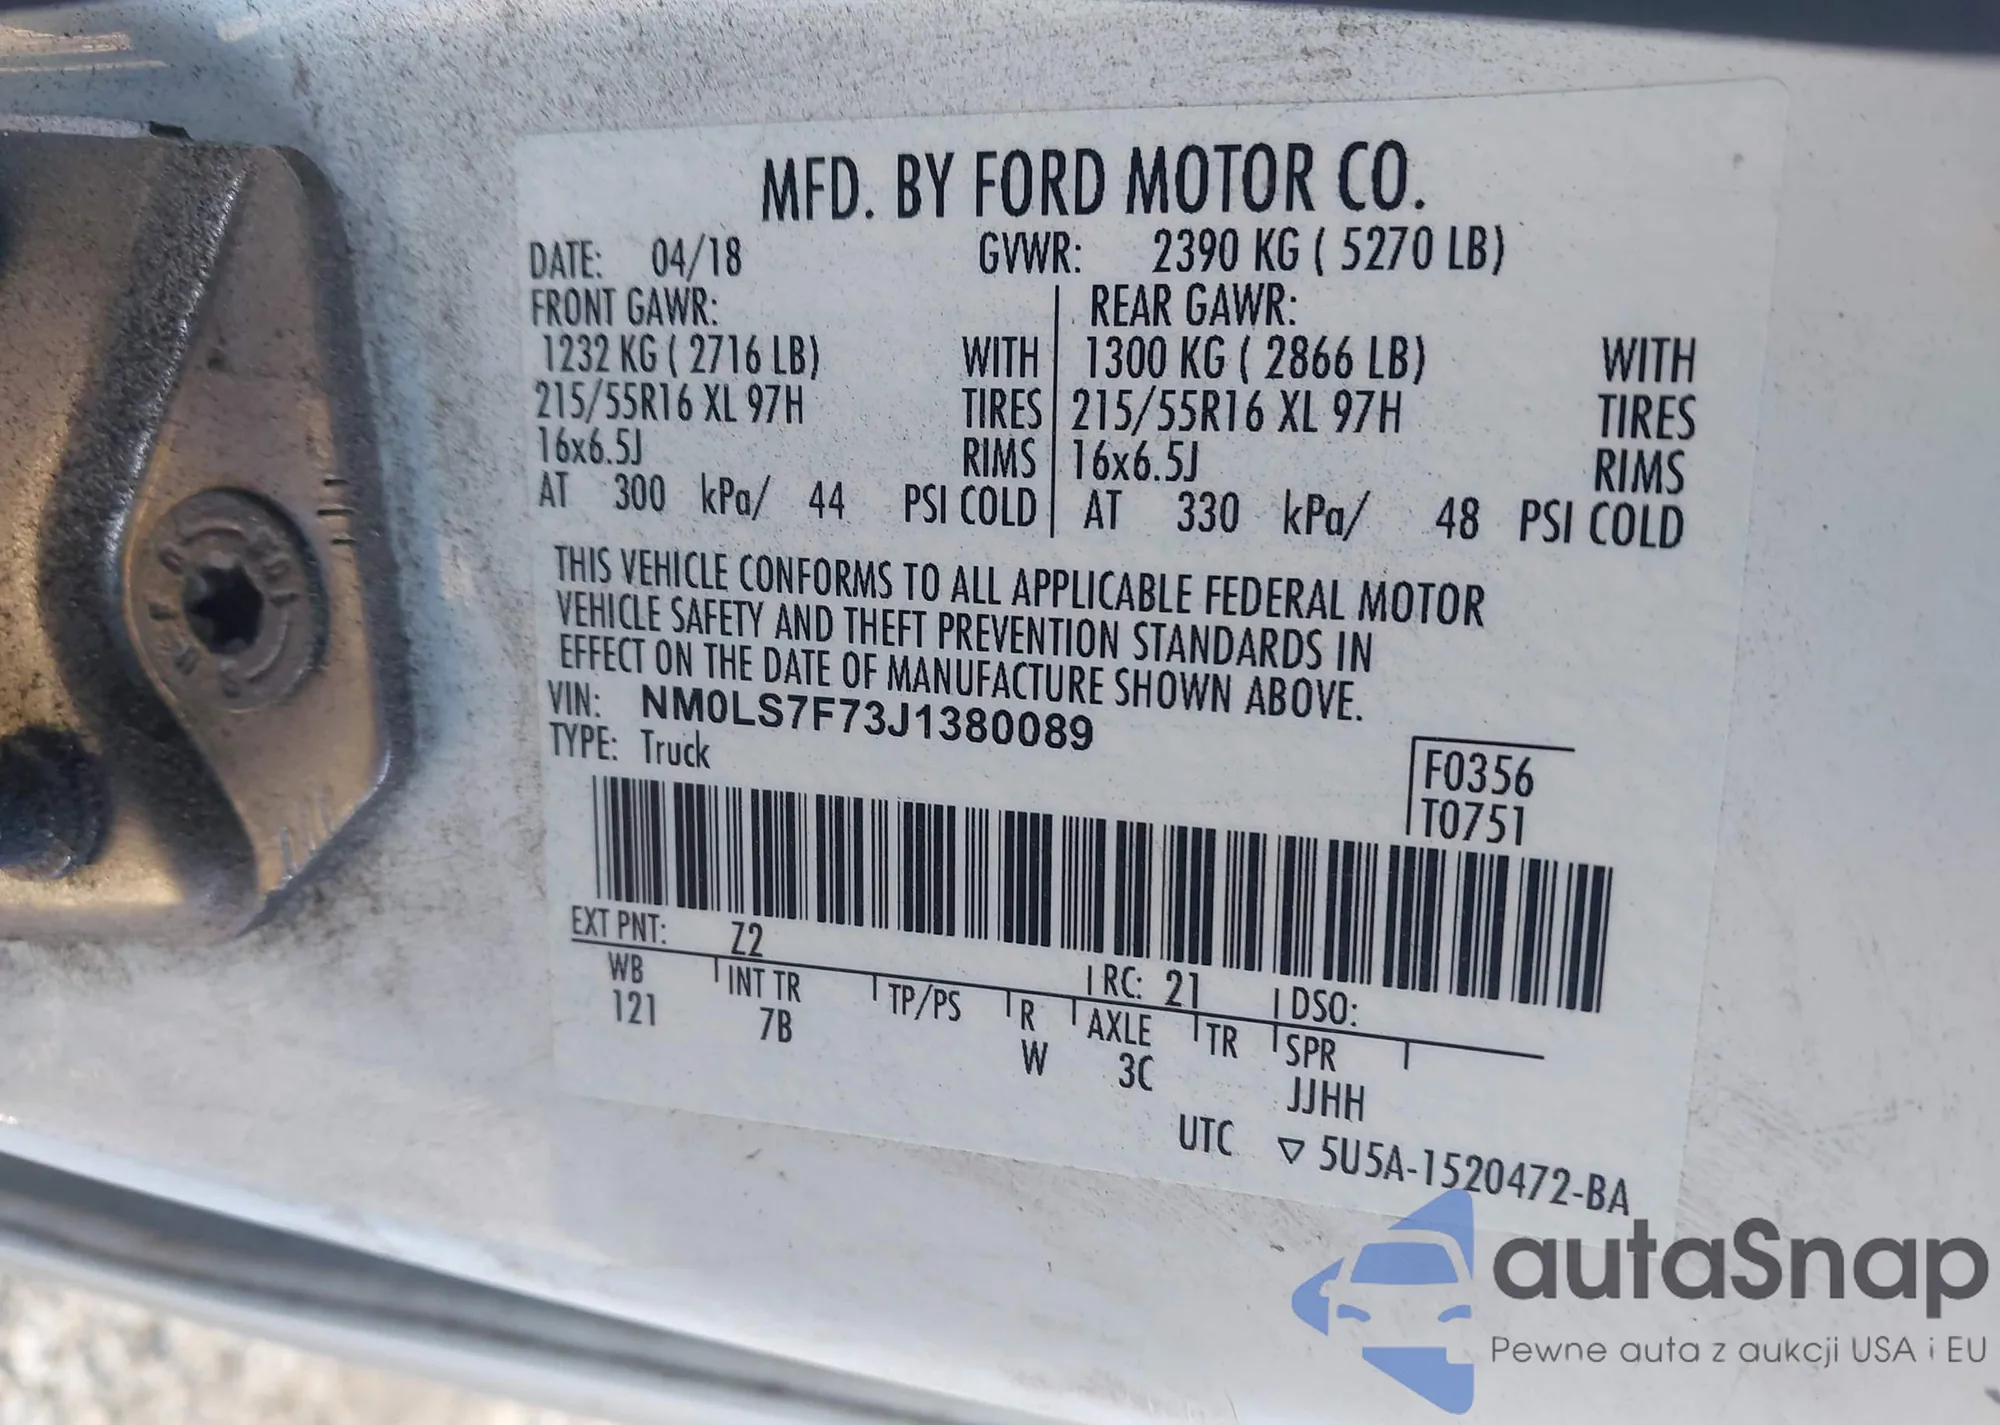 MFD. BY FORD MOTOR CO.
DATE: 04/18 GVWR: 2390 KG ( 5270 LB)
FRONT GAWR: REAR GAWR:
1232 KG ( 2716 LB) WITH 1300 KG ( 2866 LB) WITH
215/55R16 XL 97H TIRES 215/55R16 XL 97H TIRES
16x6.5J RIMS 16x6.5J RIMS
AT 300 kPa/ 44 PSI COLD AT 330 kPa/ 48 PSI COLD
THIS VEHICLE CONFORMS TO ALL APPLICABLE FEDERAL MOTOR
VEHICLE SAFETY AND THEFT PREVENTION STANDARDS IN
EFFECT ON THE DATE OF MANUFACTURE SHOWN ABOVE.
VIN: NM0LS7F73J1380089
TYPE: Truck
F0356
T0751
EXT PNT: Z2 RC: 21 DSO:
WB INT TR TP/PS R AXLE TR SPR
121 7B W 3C JJHH
UTC ▽ 5U5A-1520472-BA
autaSnap
Pewne auta z aukcji USA i EU